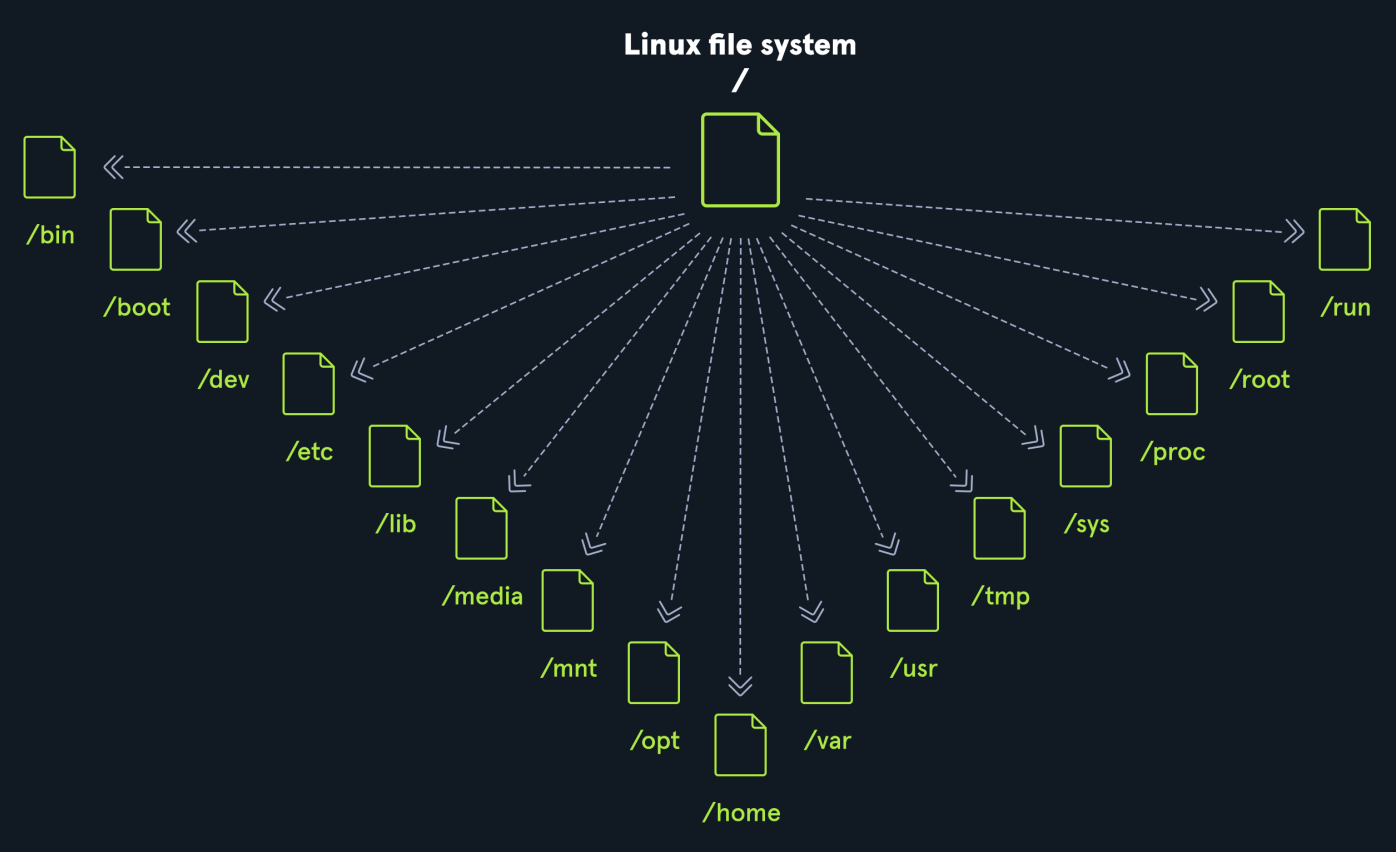 Linux file system
/
/bin
/boot
/dev
/etc
/lib
/media
/mnt
/opt
/home
/var
/usr
/tmp
/sys
/proc
/root
/run